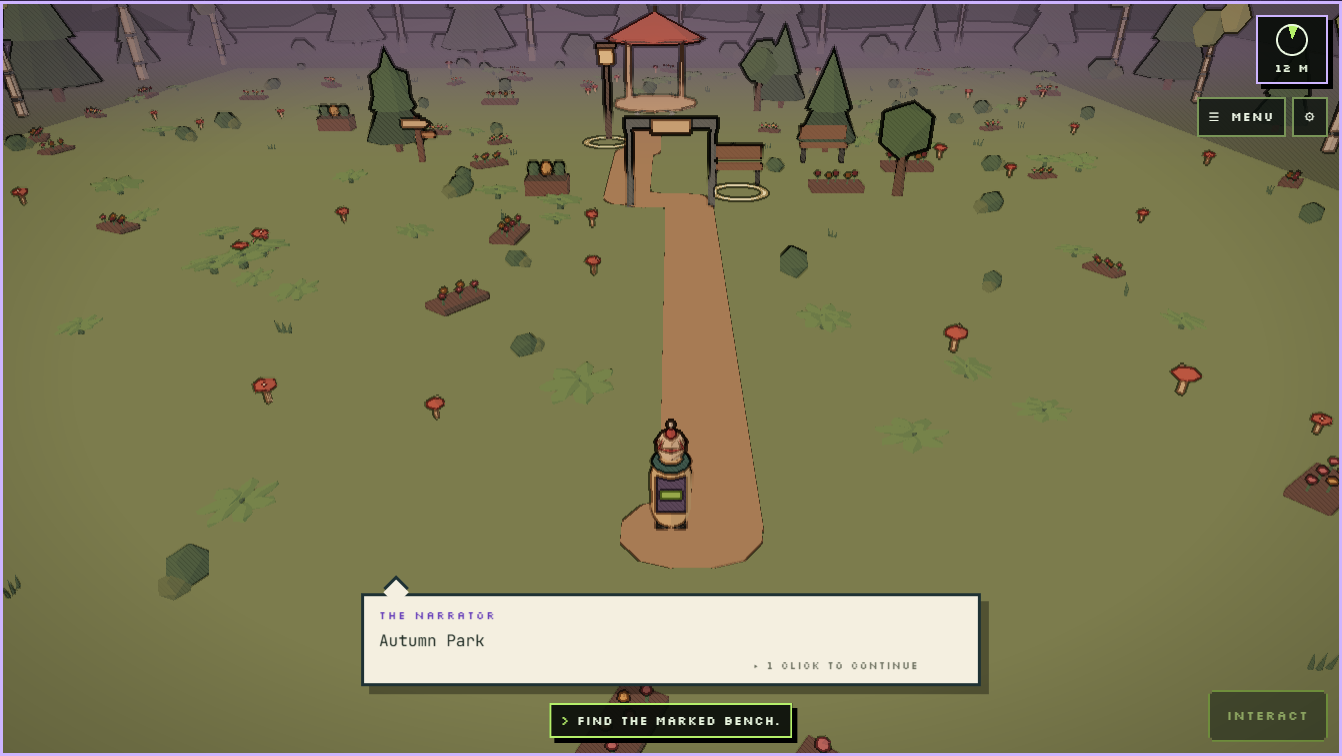 12 M
☰ MENU
⚙
THE NARRATOR
Autumn Park
▸ 1 CLICK TO CONTINUE
> FIND THE MARKED BENCH.
INTERACT